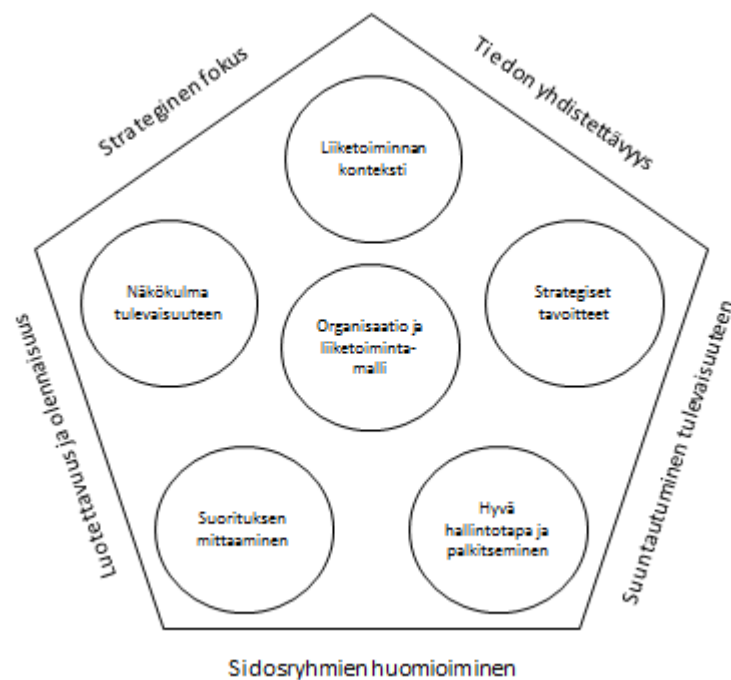 Strateginen fokus
Tiedon yhdistettävyys
Liiketoiminnan
konteksti
Näkökulma
tulevaisuuteen
Strategiset
tavoitteet
Organisaatio ja
liiketoiminta-
malli
Luotettavuus ja olennaisuus
Suuntautuminen tulevaisuuteen
Suorituksen
mittaaminen
Hyvä
hallintotapa ja
palkitseminen
Sidosryhmien huomioiminen